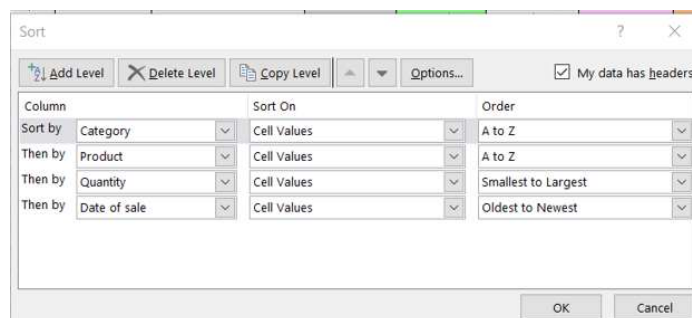 Sort ? ×
Add Level Delete Level Copy Level Options... My data has headers
Column Sort On Order
Sort by Category Cell Values A to Z
Then by Product Cell Values A to Z
Then by Quantity Cell Values Smallest to Largest
Then by Date of sale Cell Values Oldest to Newest
OK Cancel